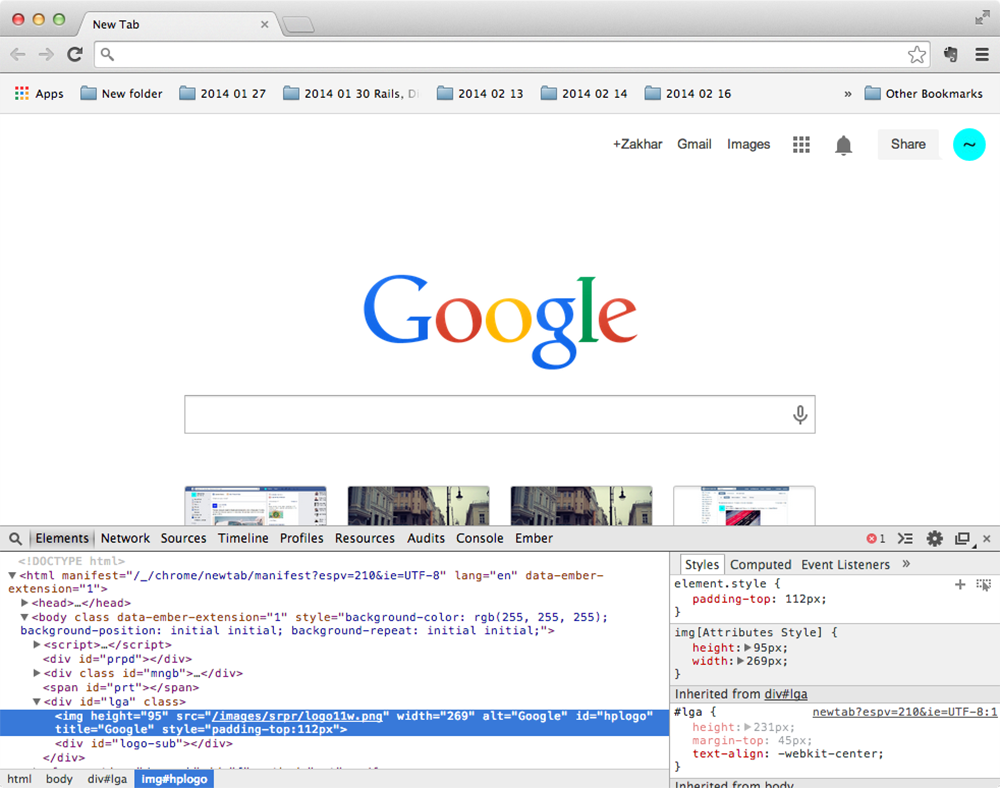 New Tab
Apps New folder 2014 01 27 2014 01 30 Rails, D 2014 02 13 2014 02 14 2014 02 16 » Other Bookmarks
+Zakhar Gmail Images Share ~
Google
Elements Network Sources Timeline Profiles Resources Audits Console Ember 1
<!DOCTYPE html>
▼<html manifest="/_/chrome/newtab/manifest?espv=210&ie=UTF-8" lang="en" data-ember-
extension="1">
▶<head>…</head>
▼<body class data-ember-extension="1" style="background-color: rgb(255, 255, 255);
background-position: initial initial; background-repeat: initial initial;">
▶<script>…</script>
<div id="prpd"></div>
▶<div class id="mngb">…</div>
<span id="prt"></span>
▼<div id="lga" class>
<img height="95" src="/images/srpr/logo11w.png" width="269" alt="Google" id="hplogo"
title="Google" style="padding-top:112px">
<div id="logo-sub"></div>
</div>
html body div#lga img#hplogo
Styles Computed Event Listeners »
element.style {
padding-top: 112px;
}
img[Attributes Style] {
height:▶95px;
width:▶269px;
}
Inherited from div#lga
#lga { newtab?espv=210&ie=UTF-8:1
height:▶231px;
margin-top: 45px;
text-align: -webkit-center;
}
Inherited from body